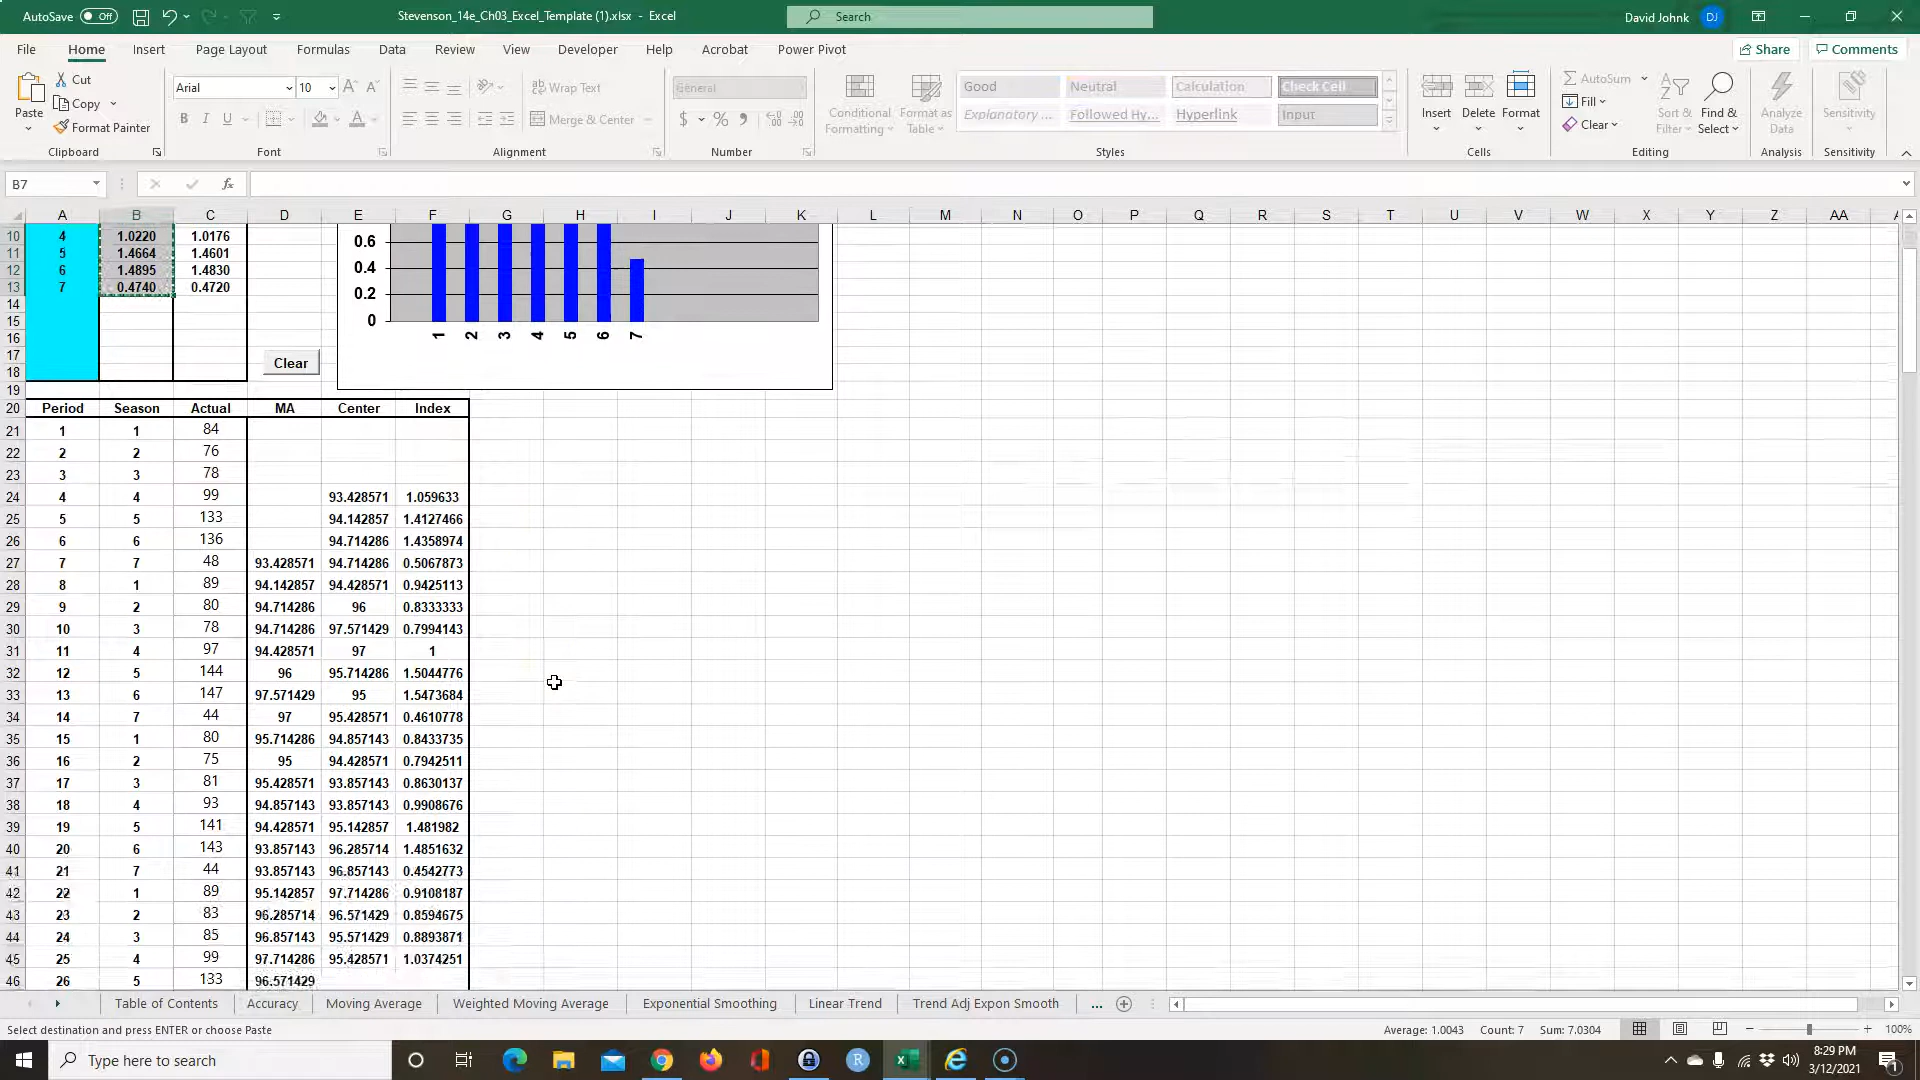 AutoSave Off Stevenson_14e_Ch03_Excel_Template (1).xlsx - Excel Search David Johnk DJ
File Home Insert Page Layout Formulas Data Review View Developer Help Acrobat Power Pivot Share Comments
Paste Cut Copy Format Painter
Arial 10 A A B I U A
Wrap Text Merge & Center
General $ % 9
Conditional Formatting Format as Table
Good Neutral Calculation Check Cell
Explanatory ... Followed Hy... Hyperlink Input
Insert Delete Format
AutoSum Fill Clear Sort & Filter Find & Select
Analyze Data Sensitivity
Clipboard Font Alignment Number Styles Cells Editing Analysis Sensitivity
B7 fx
A B C D E F G H I J K L M N O P Q R S T U V W X Y Z AA
10 4 1.0220 1.0176
11 5 1.4664 1.4601
12 6 1.4895 1.4830
13 7 0.4740 0.4720
14
15
16
17
18
19
0.6
0.4
0.2
0
1 2 3 4 5 6 7
Clear
20 Period Season Actual MA Center Index
21 1 1 84
22 2 2 76
23 3 3 78
24 4 4 99 93.428571 1.059633
25 5 5 133 94.142857 1.4127466
26 6 6 136 94.714286 1.4358974
27 7 7 48 93.428571 94.714286 0.5067873
28 8 1 89 94.142857 94.428571 0.9425113
29 9 2 80 94.714286 96 0.8333333
30 10 3 78 94.714286 97.571429 0.7994143
31 11 4 97 94.428571 97 1
32 12 5 144 96 95.714286 1.5044776
33 13 6 147 97.571429 95 1.5473684
34 14 7 44 97 95.428571 0.4610778
35 15 1 80 95.714286 94.857143 0.8433735
36 16 2 75 95 94.428571 0.7942511
37 17 3 81 95.428571 93.857143 0.8630137
38 18 4 93 94.857143 93.857143 0.9908676
39 19 5 141 94.428571 95.142857 1.481982
40 20 6 143 93.857143 96.285714 1.4851632
41 21 7 44 93.857143 96.857143 0.4542773
42 22 1 89 95.142857 97.714286 0.9108187
43 23 2 83 96.285714 96.571429 0.8594675
44 24 3 85 96.857143 95.571429 0.8893871
45 25 4 99 97.714286 95.428571 1.0374251
46 26 5 133 96.571429
Table of Contents Accuracy Moving Average Weighted Moving Average Exponential Smoothing Linear Trend Trend Adj Expon Smooth ...
Select destination and press ENTER or choose Paste Average: 1.0043 Count: 7 Sum: 7.0304 100%
Type here to search R 8:29 PM
3/12/2021 1